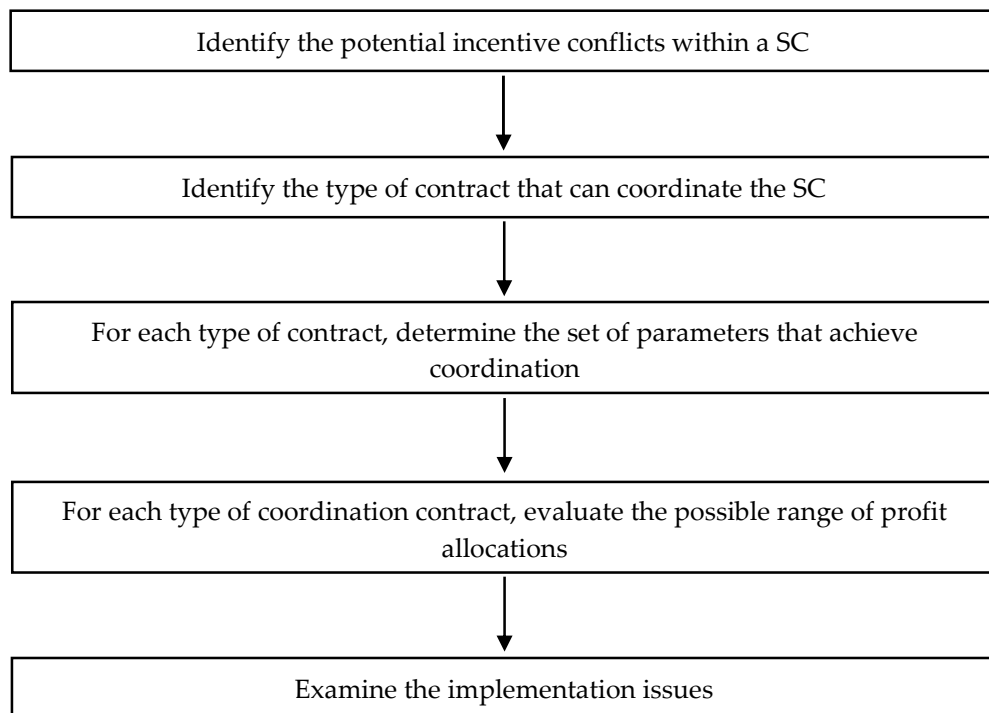 Identify the potential incentive conflicts within a SC
Identify the type of contract that can coordinate the SC
For each type of contract, determine the set of parameters that achieve
coordination
For each type of coordination contract, evaluate the possible range of profit
allocations
Examine the implementation issues